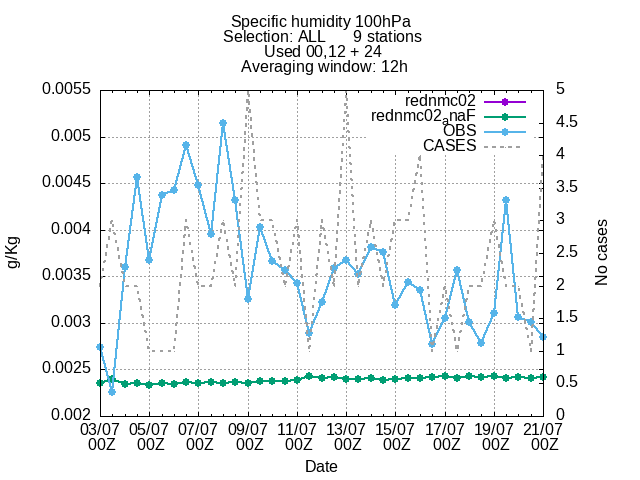 Specific humidity 100hPa
Selection: ALL 9 stations
Used 00,12 + 24
Averaging window: 12h
rednmc02
rednmc02_anaF
OBS
CASES
0.0055
0.005
0.0045
0.004
0.0035
0.003
0.0025
0.002
g/Kg
5
4.5
4
3.5
3
2.5
2
1.5
1
0.5
0
No cases
03/07 05/07 07/07 09/07 11/07 13/07 15/07 17/07 19/07 21/07
00Z 00Z 00Z 00Z 00Z 00Z 00Z 00Z 00Z 00Z
Date